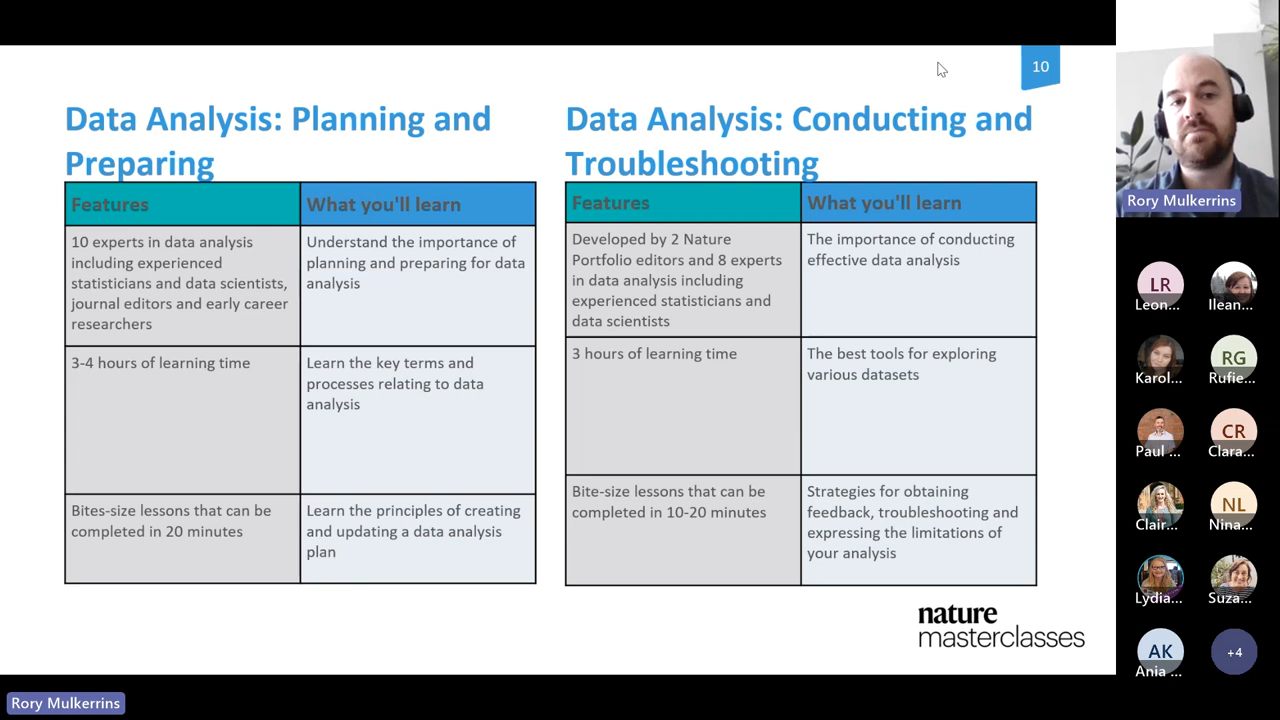 10
Data Analysis: Planning and
Preparing
Features
What you'll learn
10 experts in data analysis
including experienced
statisticians and data scientists,
journal editors and early career
researchers
Understand the importance of
planning and preparing for data
analysis
3-4 hours of learning time
Learn the key terms and
processes relating to data
analysis
Bites-size lessons that can be
completed in 20 minutes
Learn the principles of creating
and updating a data analysis
plan
Data Analysis: Conducting and
Troubleshooting
Features
What you'll learn
Developed by 2 Nature
Portfolio editors and 8 experts
in data analysis including
experienced statisticians and
data scientists
The importance of conducting
effective data analysis
3 hours of learning time
The best tools for exploring
various datasets
Bite-size lessons that can be
completed in 10-20 minutes
Strategies for obtaining
feedback, troubleshooting and
expressing the limitations of
your analysis
nature
masterclasses
Rory Mulkerrins
Rory Mulkerrins
LR
Leon...
Ilean...
Karol...
RG
Rufie...
Paul ...
CR
Clara...
Clair...
NL
Nina...
Lydia...
Suza...
AK
Ania ...
+4